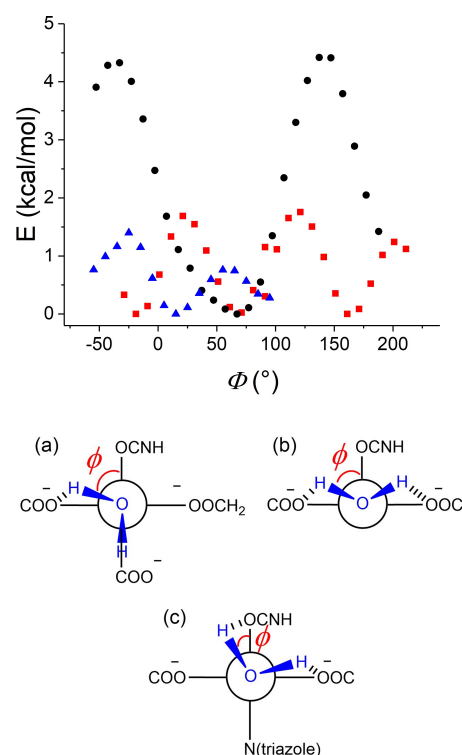 5
4
3
2
1
0
E (kcal/mol)
-50 0 50 100 150 200
Φ (°)
(a)
ϕ
OCNH
H
COO⁻
O
⁻OOCH₂
H
COO⁻
(b)
ϕ
OCNH
H H
COO⁻
O
⁻OOC
(c)
OCNH
H
ϕ
H
COO⁻
O
⁻OOC
N(triazole)